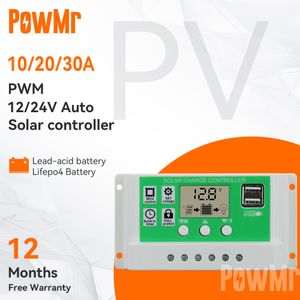 PowMr
PV
10/20/30A
PWM
12/24V Auto
Solar controller
Lead-acid battery
Lifepo4 Battery
SOLAR CHARGE CONTROLLER
12.8 V
12
Months
Free Warranty
PowMr